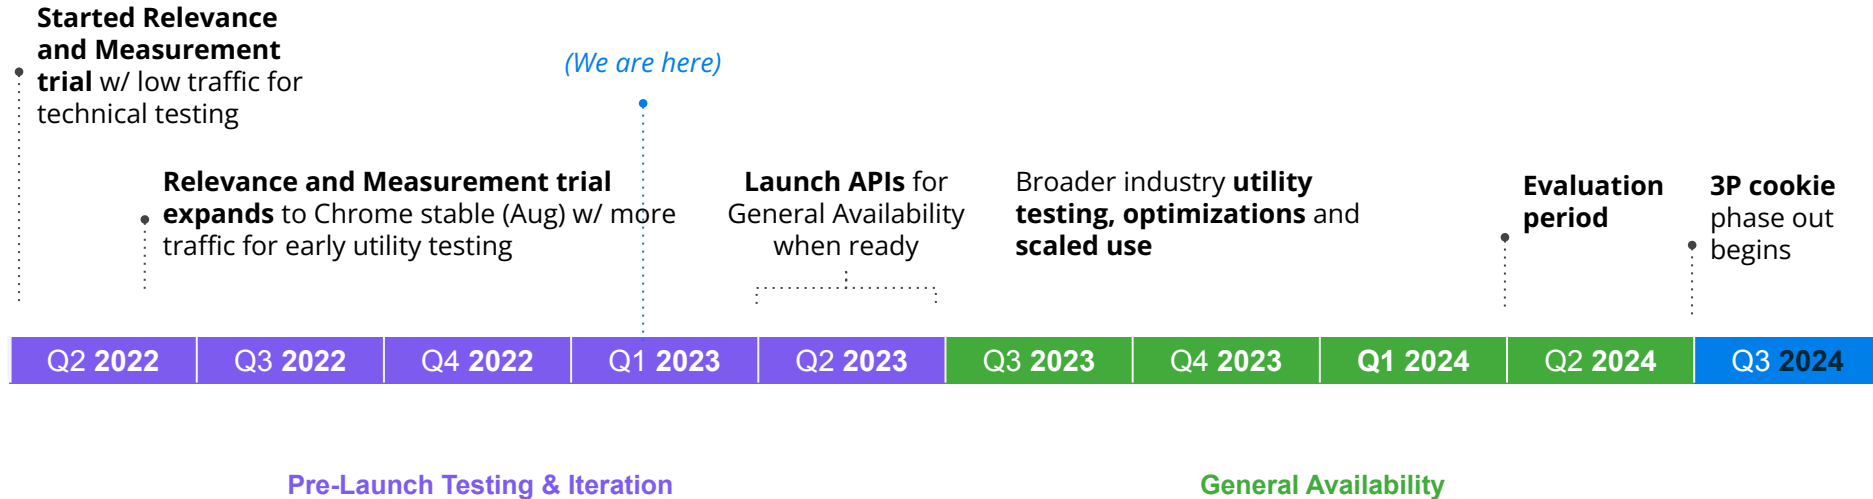 Started Relevance
and Measurement
trial w/ low traffic for
technical testing
(We are here)
Relevance and Measurement trial
expands to Chrome stable (Aug) w/ more
traffic for early utility testing
Launch APIs for
General Availability
when ready
Broader industry utility
testing, optimizations and
scaled use
Evaluation
period
3P cookie
phase out
begins
Q2 2022
Q3 2022
Q4 2022
Q1 2023
Q2 2023
Q3 2023
Q4 2023
Q1 2024
Q2 2024
Q3 2024
Pre-Launch Testing & Iteration
General Availability